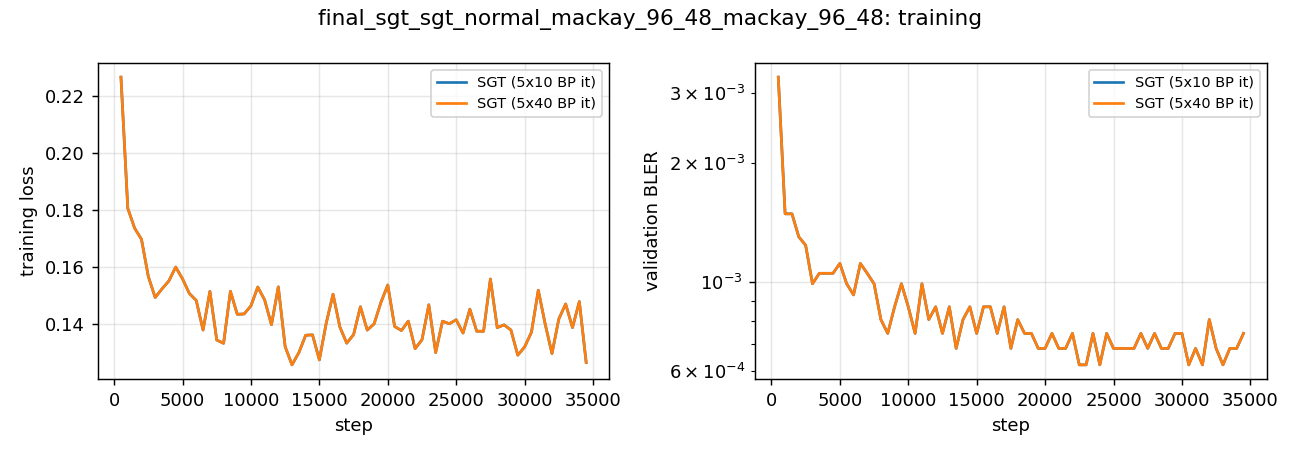 final_sgt_sgt_normal_mackay_96_48_mackay_96_48: training
training loss
0.22
0.20
0.18
0.16
0.14
SGT (5x10 BP it)
SGT (5x40 BP it)
0 5000 10000 15000 20000 25000 30000 35000
step
validation BLER
3 × 10⁻³
2 × 10⁻³
10⁻³
6 × 10⁻⁴
SGT (5x10 BP it)
SGT (5x40 BP it)
0 5000 10000 15000 20000 25000 30000 35000
step